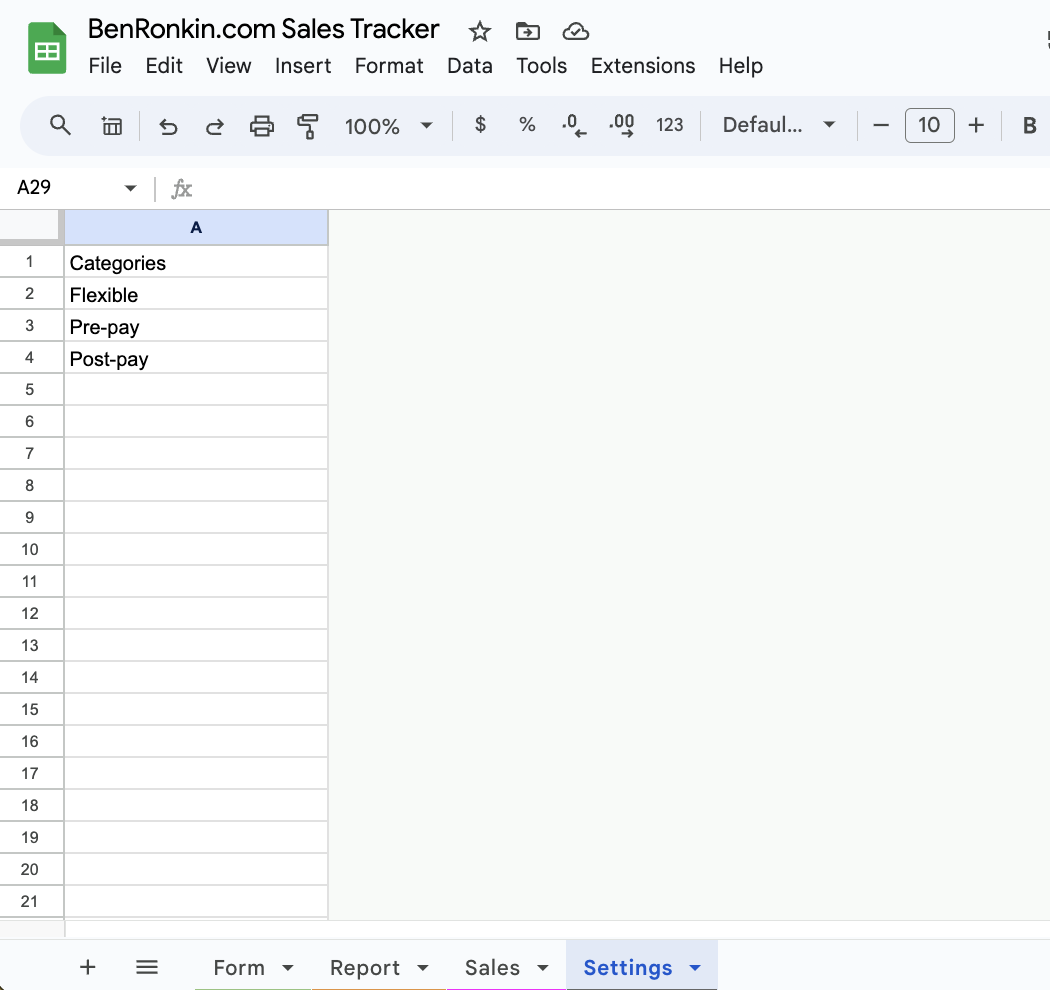 BenRonkin.com Sales Tracker
File Edit View Insert Format Data Tools Extensions Help
100% $ % .0 .00 123 Defaul... 10 B
A29 fx
A
1 Categories
2 Flexible
3 Pre-pay
4 Post-pay
5
6
7
8
9
10
11
12
13
14
15
16
17
18
19
20
21
Form Report Sales Settings